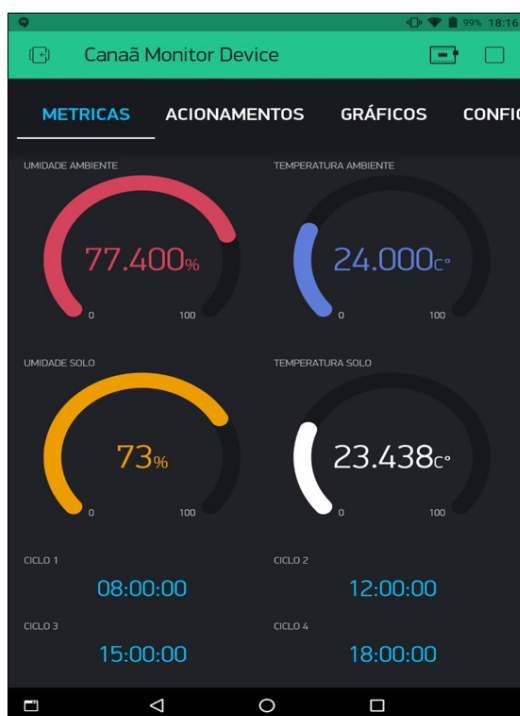 99% 18:16
Canaã Monitor Device
METRICAS ACIONAMENTOS GRÁFICOS CONFIG
UMIDADE AMBIENTE TEMPERATURA AMBIENTE
77.400% 24.000C°
0 100 0 100
UMIDADE SOLO TEMPERATURA SOLO
73% 23.438C°
0 100 0 100
CICLO 1 CICLO 2
08:00:00 12:00:00
CICLO 3 CICLO 4
15:00:00 18:00:00